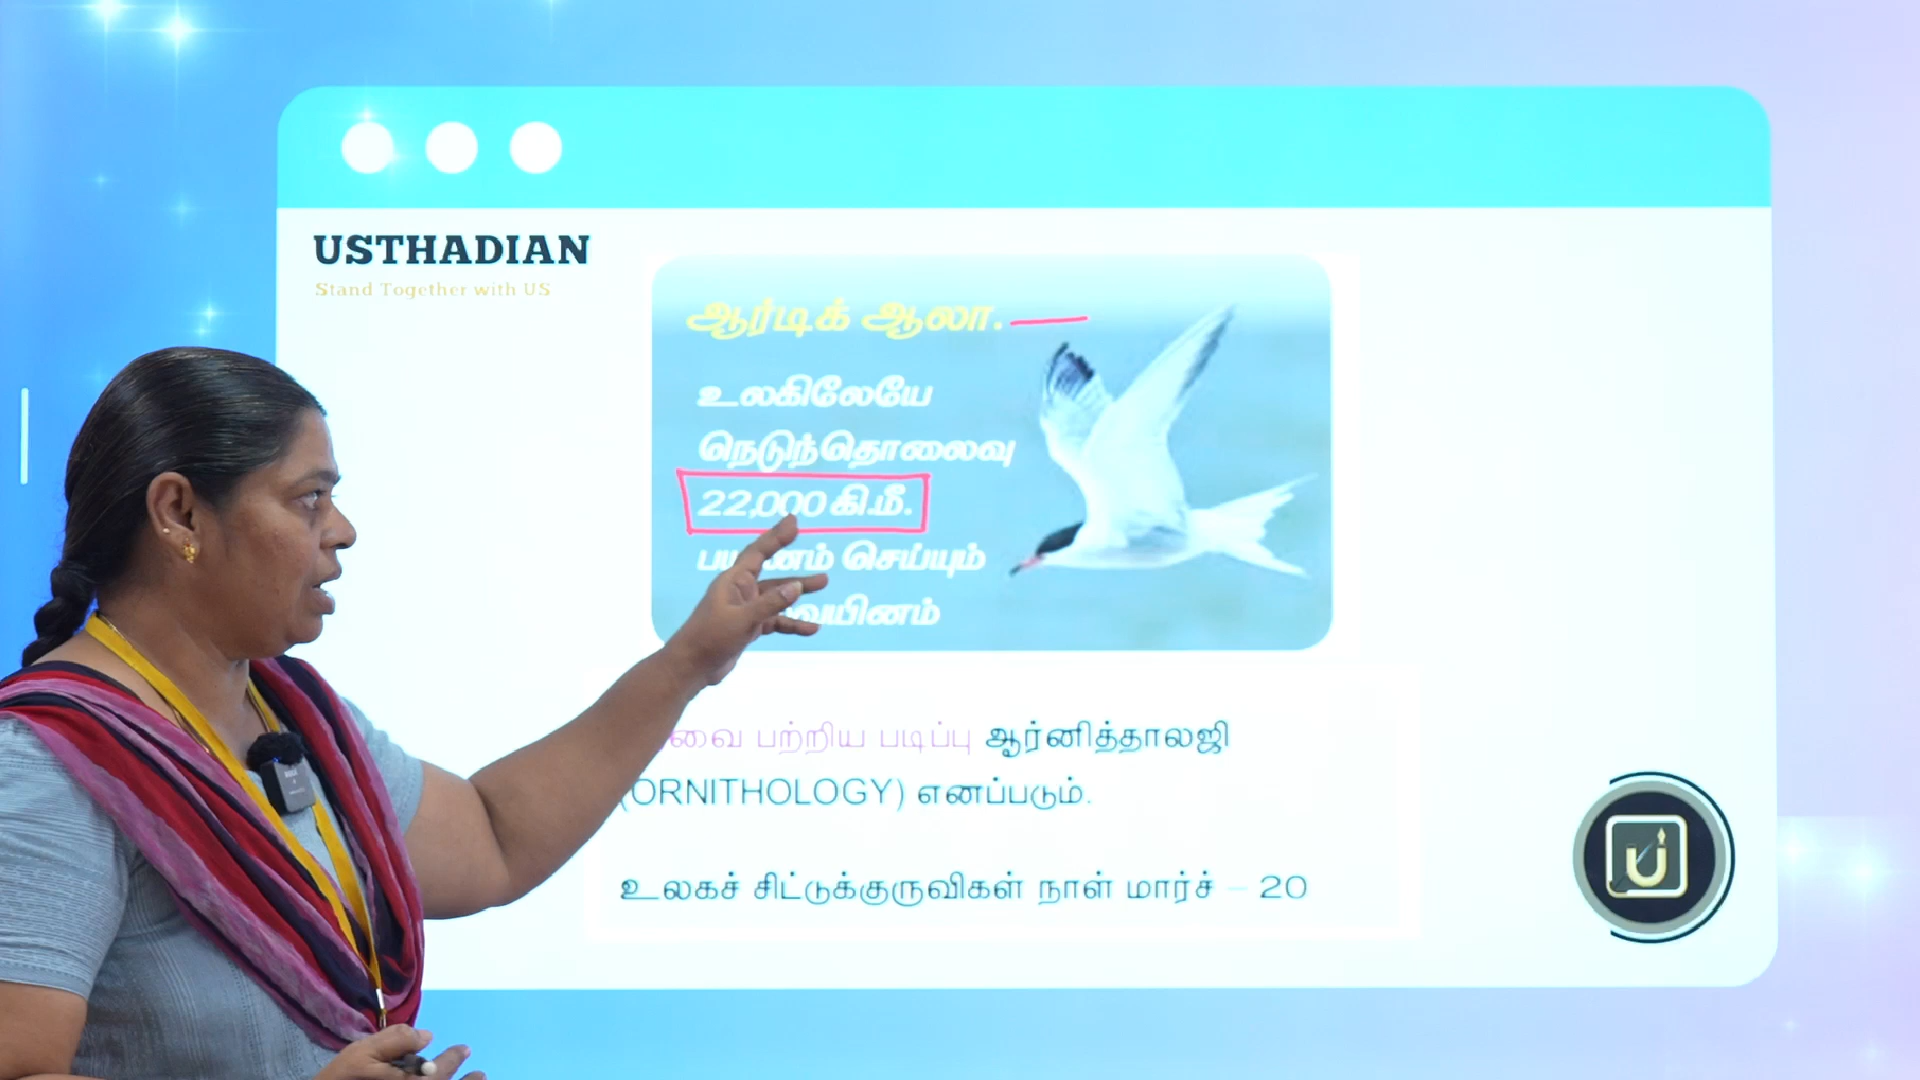 USTHADIAN
Stand Together with US
ஆர்டிக் ஆலா.
உலகிலேயே
நெடுந்தொலைவு
22,000 கி.மீ.
செய்யும்
பற்றிய படிப்பு ஆர்னித்தாலஜி
(ORNITHOLOGY) எனப்படும்.
உலகச் சிட்டுக்குருவிகள் நாள் மார்ச் – 20